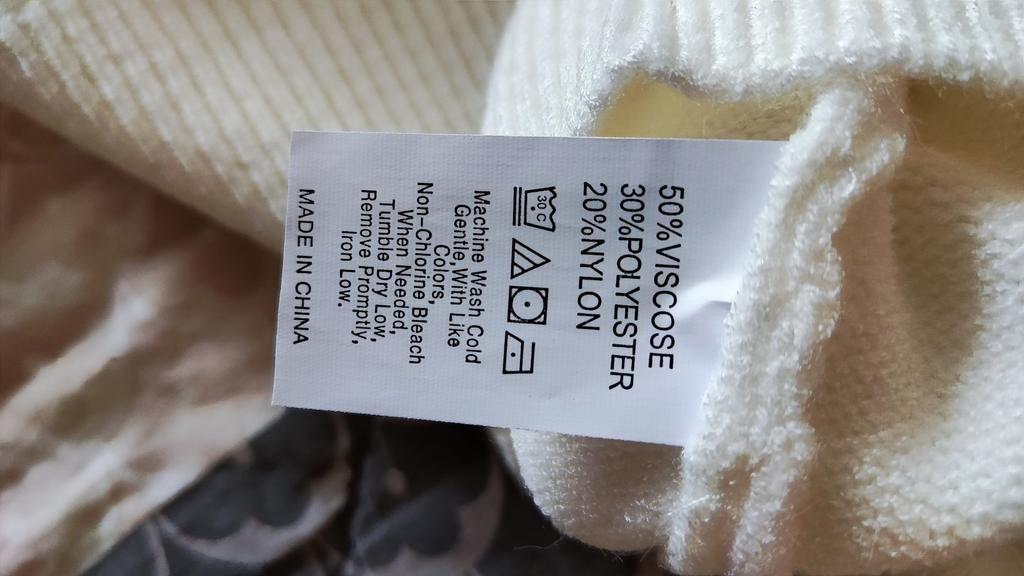 50%VISCOSE
30%POLYESTER
20%NYLON
30°C
Machine Wash Cold
Gentle,With Like
Colors,
Non-Chlorine Bleach
When Needed,
Tumble Dry Low,
Remove Promptly,
Iron Low.
MADE IN CHINA